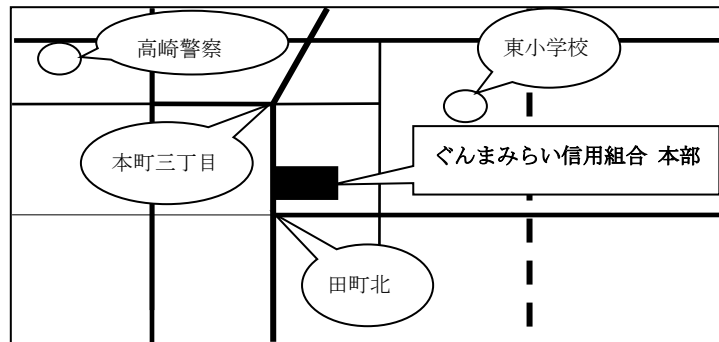 高崎警察
東小学校
本町三丁目
ぐんまみらい信用組合 本部
田町北